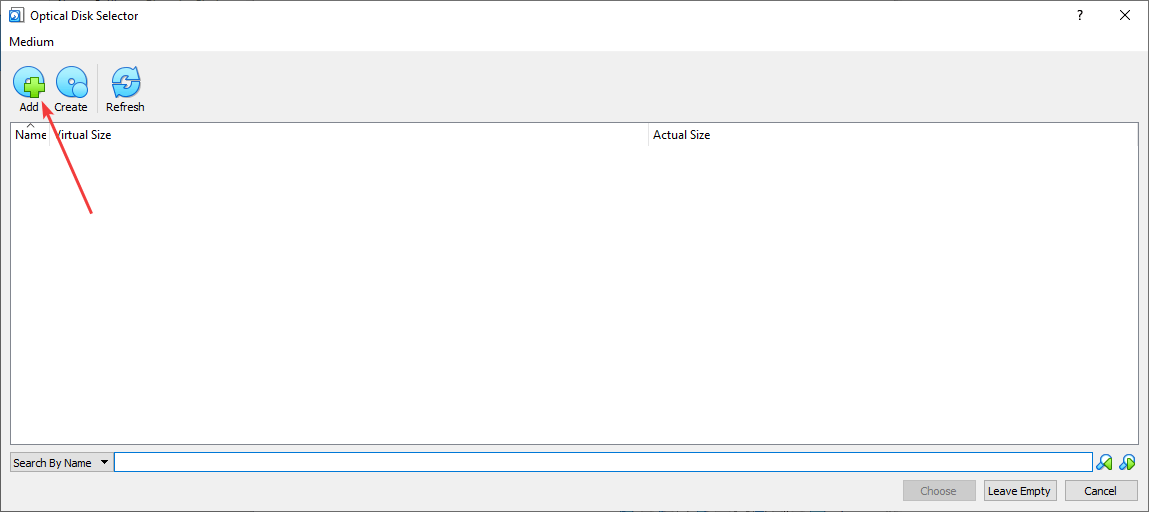 Optical Disk Selector
?
Medium
Add Create Refresh
Name Virtual Size Actual Size
Search By Name
Choose Leave Empty Cancel